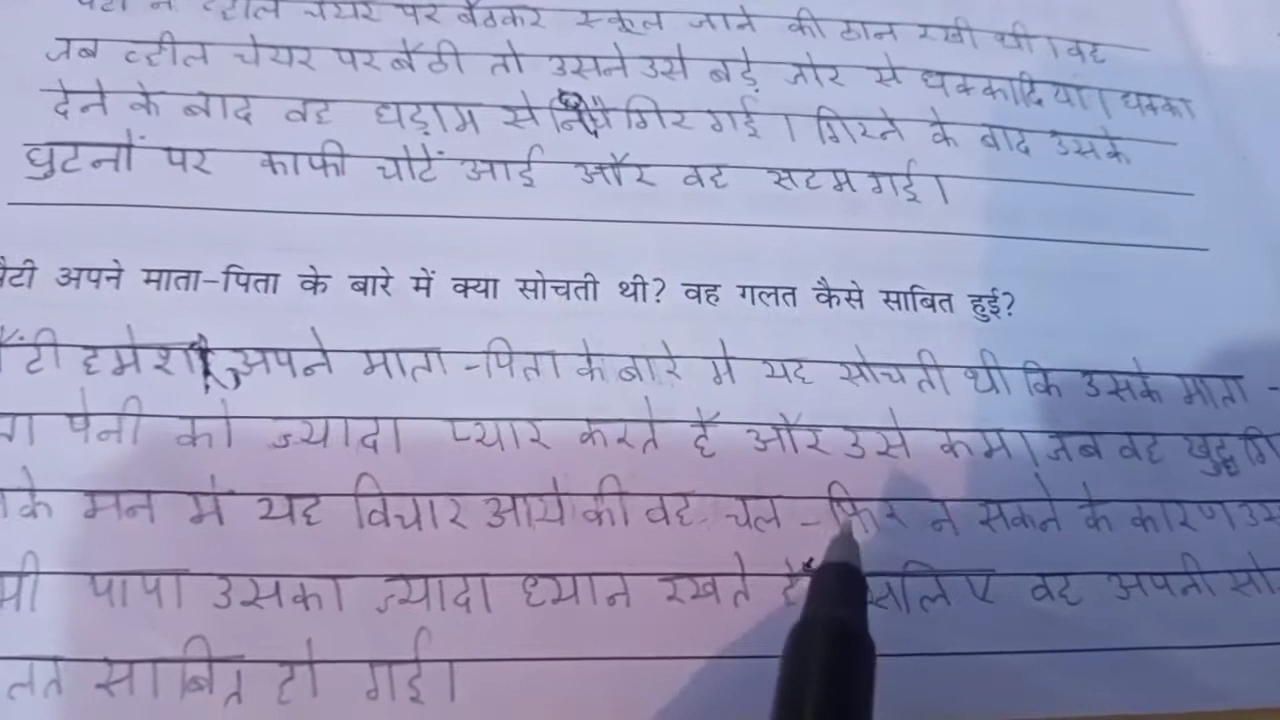 ने व्हील चेयर पर बैठकर स्कूल जाने की ठान रखी थी। वह
जब व्हील चेयर पर बैठी तो उसने उसे बड़े जोर से धक्का दिया। धक्का
देने के बाद वह धड़ाम से गिर गई। गिरने के बाद उसके
घुटनों पर काफी चोटें आई और वह सहम गई।
अपने माता-पिता के बारे में क्या सोचती थी? वह गलत कैसे साबित हुई?
हमेशा अपने माता-पिता के बारे में यह सोचती थी कि उसके माता-
पेनी को ज्यादा प्यार करते हैं और उसे कम। जब वह खुद
के मन में यह विचार आये की वह चल-फिर न सकने के कारण
पापा उसका ज्यादा ध्यान रखते हैं वह अपनी
साबित हो गई।